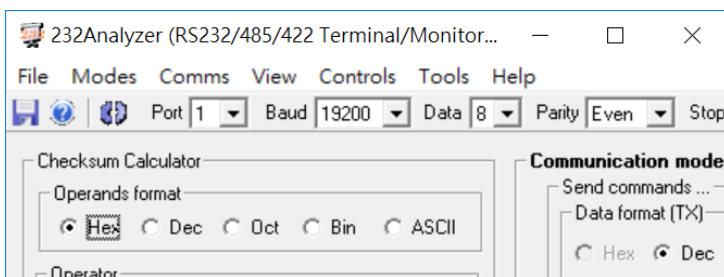 232Analyzer (RS232/485/422 Terminal/Monitor...
File Modes Comms View Controls Tools Help
Port 1 Baud 19200 Data 8 Parity Even Stop
Checksum Calculator
Communication mode
Operands format
Send commands ...
Data format (TX)
Hex Dec Oct Bin ASCII
Hex Dec
Operator